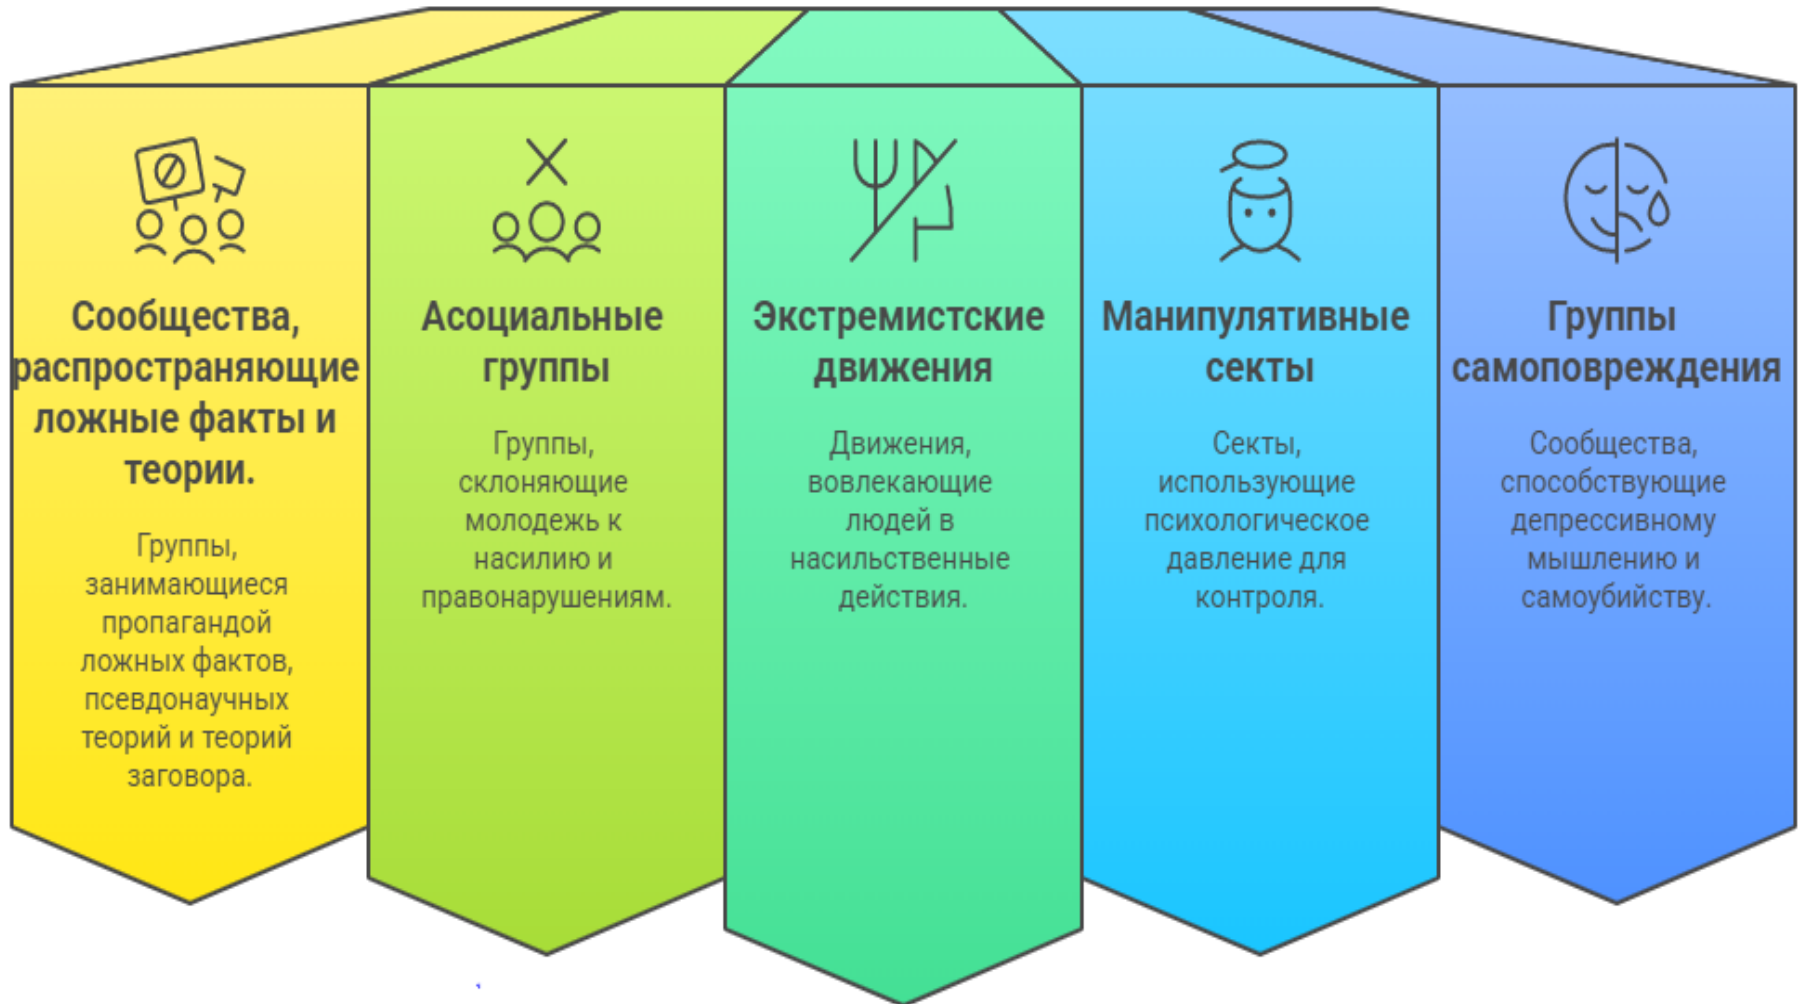 Сообщества,
распространяющие
ложные факты и
теории.
Группы,
занимающиеся
пропагандой
ложных фактов,
псевдонаучных
теорий и теорий
заговора.
Асоциальные
группы
Группы,
склоняющие
молодежь к
насилию и
правонарушениям.
Экстремистские
движения
Движения,
вовлекающие
людей в
насильственные
действия.
Манипулятивные
секты
Секты,
использующие
психологическое
давление для
контроля.
Группы
самоповреждения
Сообщества,
способствующие
депрессивному
мышлению и
самоубийству.